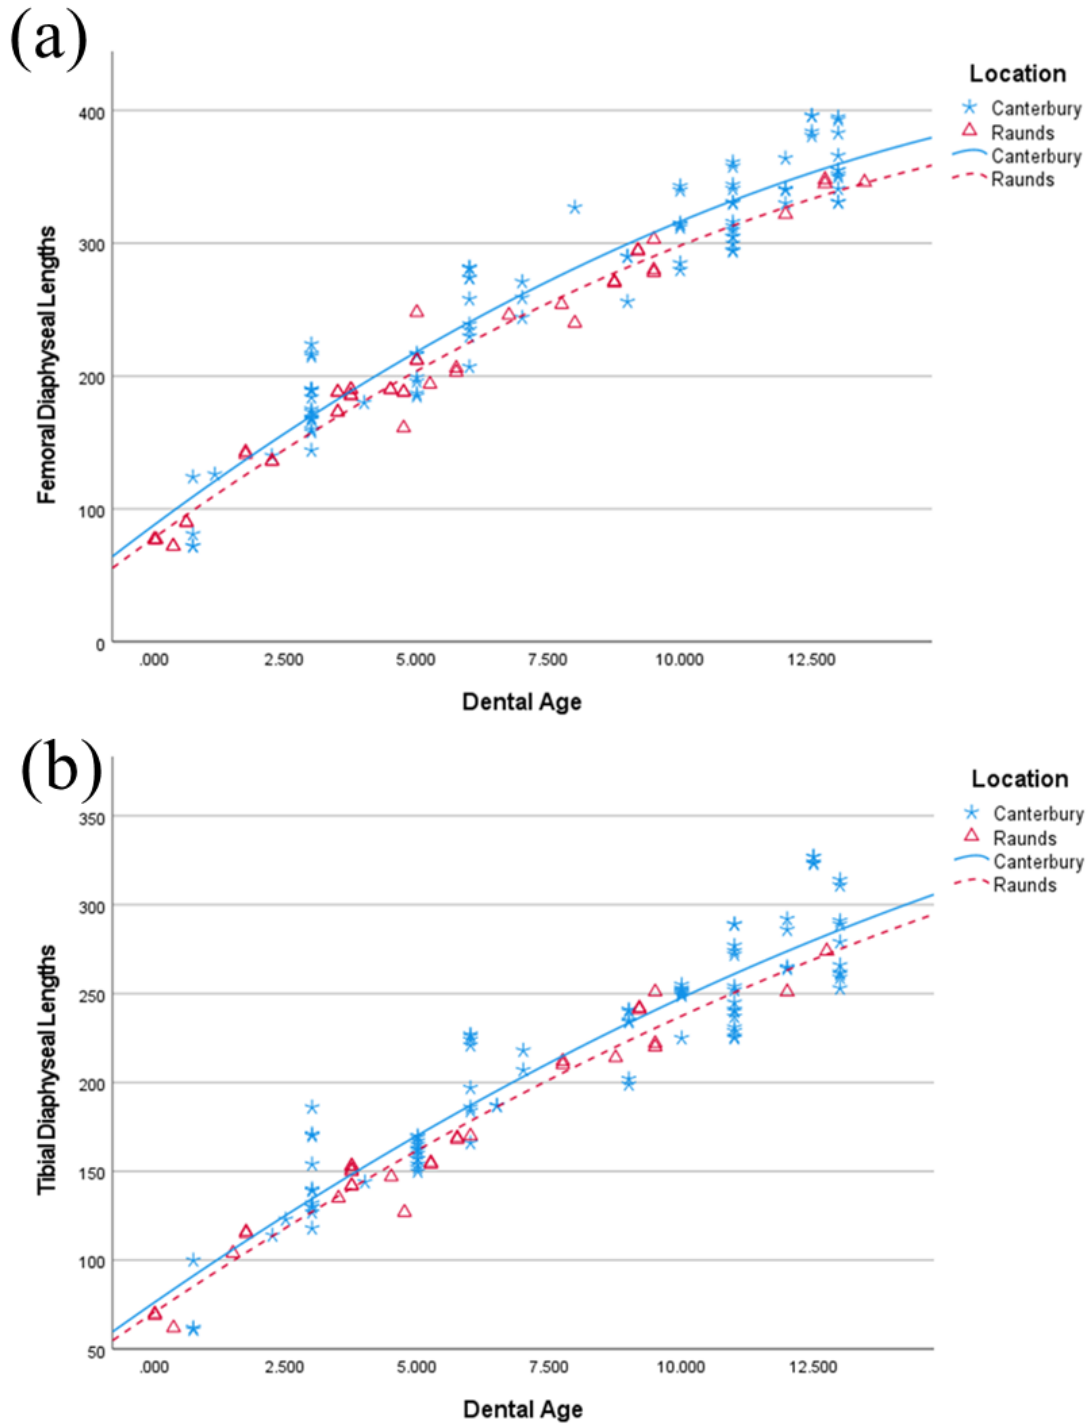 (a)
Location
Canterbury
Raunds
Canterbury
Raunds
400
300
200
100
0
Femoral Diaphyseal Lengths
.000 2.500 5.000 7.500 10.000 12.500
Dental Age
(b)
Location
Canterbury
Raunds
Canterbury
Raunds
350
300
250
200
150
100
50
Tibial Diaphyseal Lengths
.000 2.500 5.000 7.500 10.000 12.500
Dental Age